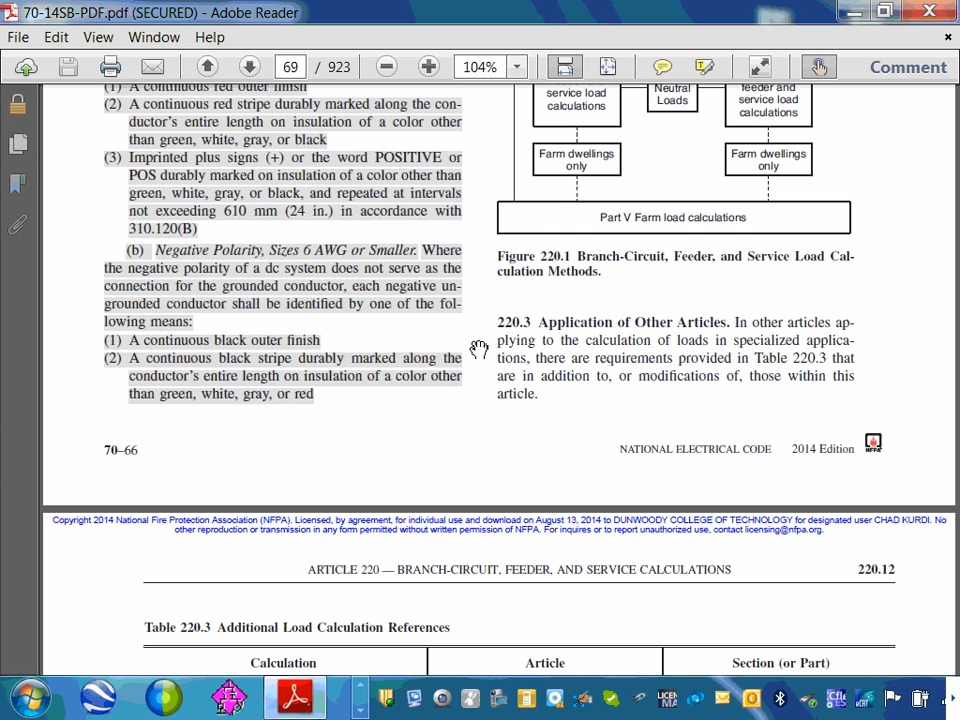 70-14SB-PDF.pdf (SECURED) - Adobe Reader
File Edit View Window Help
69 / 923 104% Comment
(1) A continuous red outer finish
(2) A continuous red stripe durably marked along the con-
ductor's entire length on insulation of a color other
than green, white, gray, or black
(3) Imprinted plus signs (+) or the word POSITIVE or
POS durably marked on insulation of a color other than
green, white, gray, or black, and repeated at intervals
not exceeding 610 mm (24 in.) in accordance with
310.120(B)
(b) Negative Polarity, Sizes 6 AWG or Smaller. Where
the negative polarity of a dc system does not serve as the
connection for the grounded conductor, each negative un-
grounded conductor shall be identified by one of the fol-
lowing means:
(1) A continuous black outer finish
(2) A continuous black stripe durably marked along the
conductor's entire length on insulation of a color other
than green, white, gray, or red
service load
calculations
Neutral
Loads
feeder and
service load
calculations
Farm dwellings
only
Farm dwellings
only
Part V Farm load calculations
Figure 220.1 Branch-Circuit, Feeder, and Service Load Cal-
culation Methods.
220.3 Application of Other Articles. In other articles ap-
plying to the calculation of loads in specialized applica-
tions, there are requirements provided in Table 220.3 that
are in addition to, or modifications of, those within this
article.
70–66 NATIONAL ELECTRICAL CODE 2014 Edition NFPA
Copyright 2014 National Fire Protection Association (NFPA). Licensed, by agreement, for individual use and download on August 13, 2014 to DUNWOODY COLLEGE OF TECHNOLOGY for designated user CHAD KURDI. No
other reproduction or transmission in any form permitted without written permission of NFPA. For inquires or to report unauthorized use, contact licensing@nfpa.org.
ARTICLE 220 — BRANCH-CIRCUIT, FEEDER, AND SERVICE CALCULATIONS 220.12
Table 220.3 Additional Load Calculation References
Calculation Article Section (or Part)